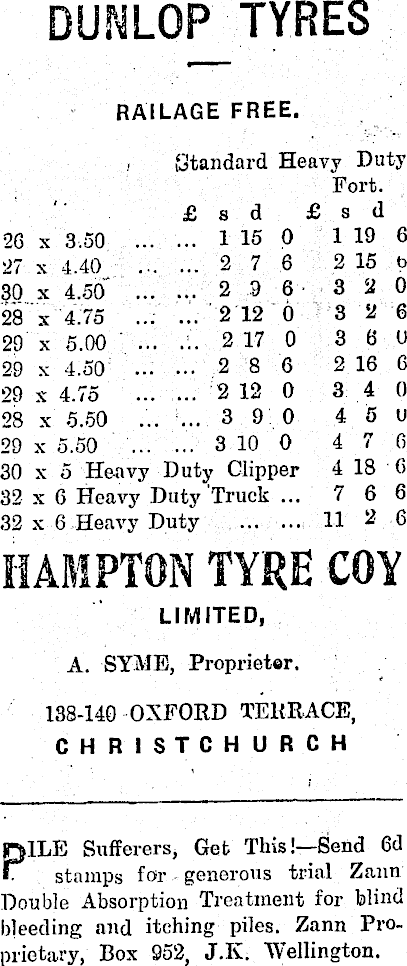 DUNLOP TYRES
RAILAGE FREE.
Standard Heavy Duty
Fort.
£ s d £ s d
26 x 3.50 ... ... 1 15 0 1 19 6
27 x 4.40 ... ... 2 7 6 2 15 6
30 x 4.50 ... ... 2 9 6 3 2 0
28 x 4.75 ... ... 2 12 0 3 2 6
29 x 5.00 ... ... 2 17 0 3 6 0
29 x 4.50 ... ... 2 8 6 2 16 6
29 x 4.75 ... ... 2 12 0 3 4 0
28 x 5.50 ... ... 3 9 0 4 5 0
29 x 5.50 ... ... 3 10 0 4 7 6
30 x 5 Heavy Duty Clipper 4 18 6
32 x 6 Heavy Duty Truck ... 7 6 6
32 x 6 Heavy Duty ... ... 11 2 6
HAMPTON TYRE COY
LIMITED,
A. SYME, Proprietor.
138-140 OXFORD TERRACE,
CHRISTCHURCH
PILE Sufferers, Get This!—Send 6d
stamps for generous trial Zann
Double Absorption Treatment for blind
bleeding and itching piles. Zann Pro-
prietary, Box 952, J.K. Wellington.